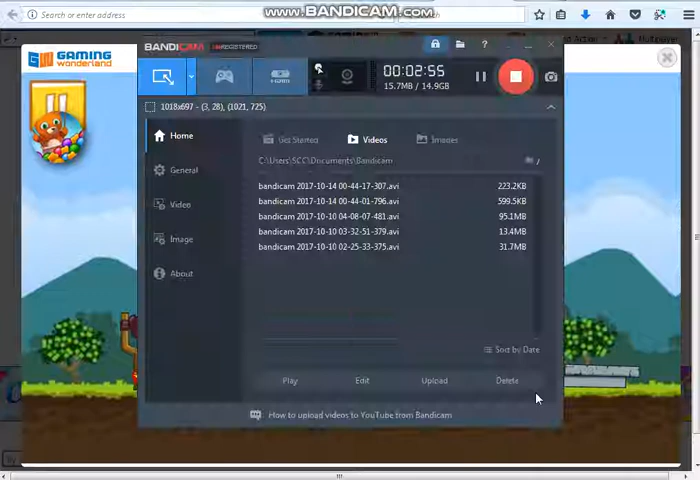 Search or enter address
WWW.BANDICAM.COM
Search
GAMING
wonderland
BANDICAM UNREGISTERED
?
HDMI
00:02:55
15.7MB / 14.9GB
1018x697 - (3, 28), (1021, 725)
Home
General
Video
Image
About
Get Started
Videos
Images
C:\Users\SCC\Documents\Bandicam
/
bandicam 2017-10-14 00-44-17-307.avi 223.2KB
bandicam 2017-10-14 00-44-01-796.avi 599.5KB
bandicam 2017-10-10 04-08-07-481.avi 95.1MB
bandicam 2017-10-10 03-32-51-379.avi 13.4MB
bandicam 2017-10-10 02-25-33-375.avi 31.7MB
Sort by Date
Play Edit Upload Delete
How to upload videos to YouTube from Bandicam